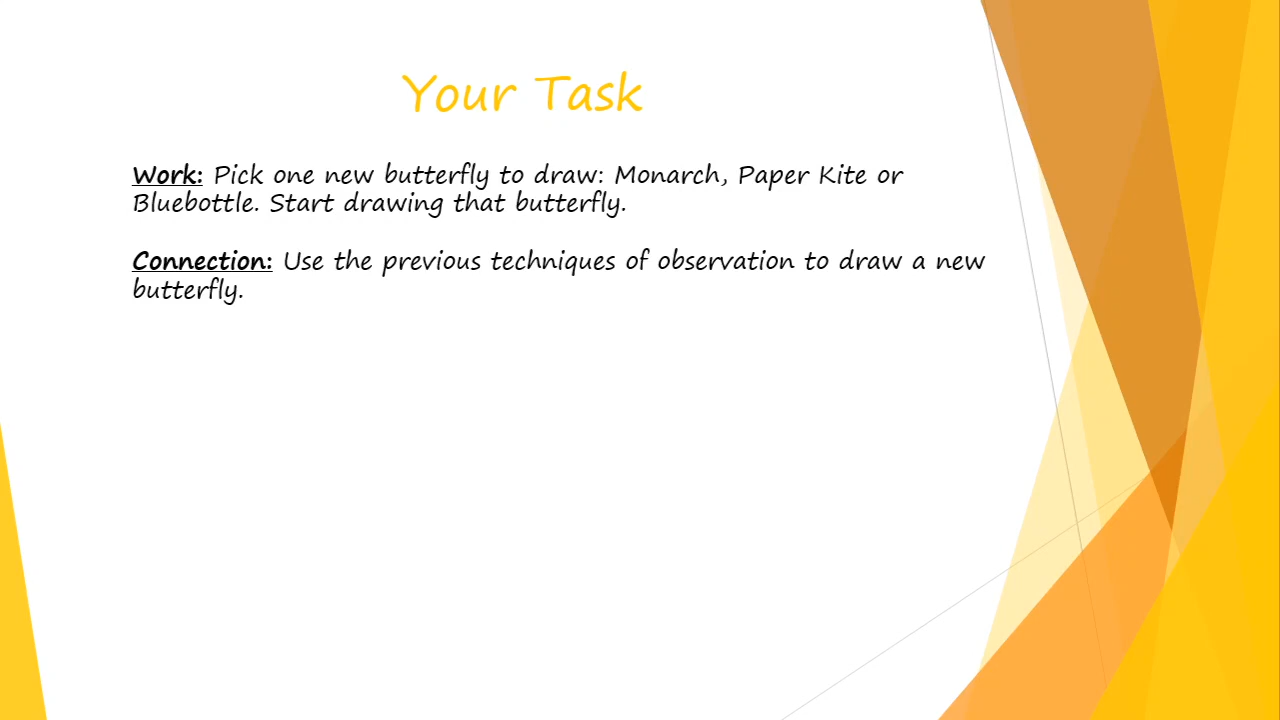 Your Task
Work: Pick one new butterfly to draw: Monarch, Paper Kite or
Bluebottle. Start drawing that butterfly.
Connection: Use the previous techniques of observation to draw a new
butterfly.